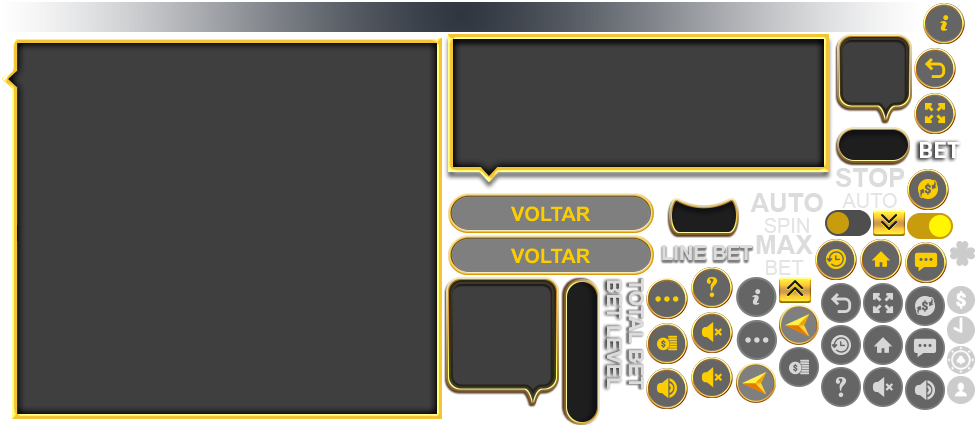 BET
STOP
AUTO
AUTO
SPIN
MAX
BET
VOLTAR
VOLTAR
LINE BET
TOTAL BET
BET LEVEL